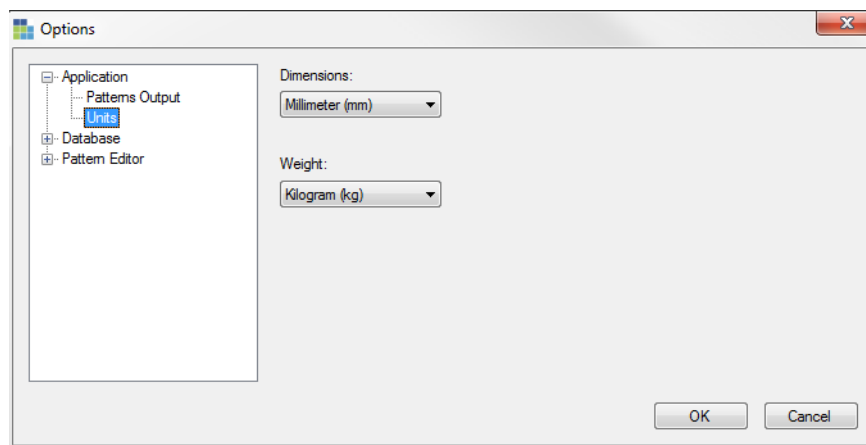 Options
Application
Patterns Output
Units
Database
Pattern Editor
Dimensions:
Millimeter (mm)
Weight:
Kilogram (kg)
OK
Cancel